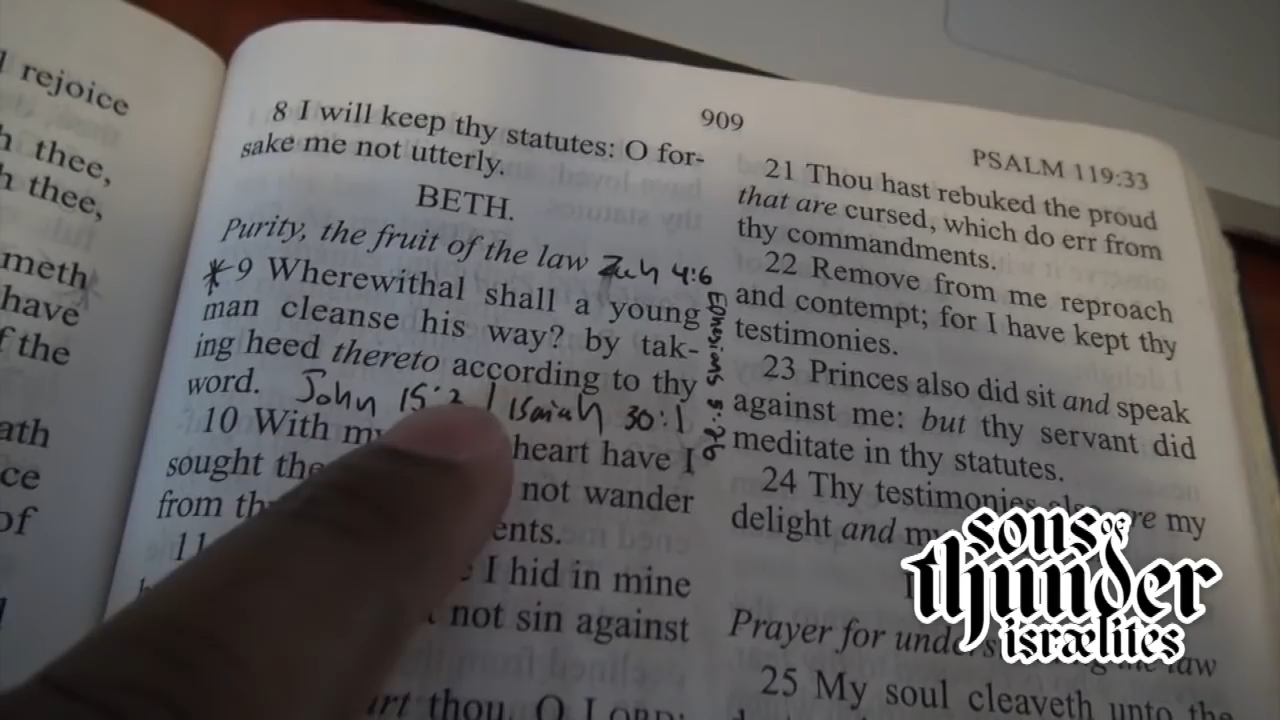 rejoice
thee,
thee,
meth
have
the
ath
ce
of
909
PSALM 119:33
8 I will keep thy statutes: O for-
sake me not utterly.
BETH.
Purity, the fruit of the law Zech 4:6
*9 Wherewithal shall a young
man cleanse his way? by tak-
ing heed thereto according to thy
word. John 15:3 Isaiah 30:1
Ephesians 5:26
10 With my heart have I
sought not wander
from ents.
11 I hid in mine
not sin against
thou, O LORD:
21 Thou hast rebuked the proud
that are cursed, which do err from
thy commandments.
22 Remove from me reproach
and contempt; for I have kept thy
testimonies.
23 Princes also did sit and speak
against me: but thy servant did
meditate in thy statutes.
24 Thy testimonies my
delight and
Prayer for law
25 My soul cleaveth unto the
sons of
thunder
israelites